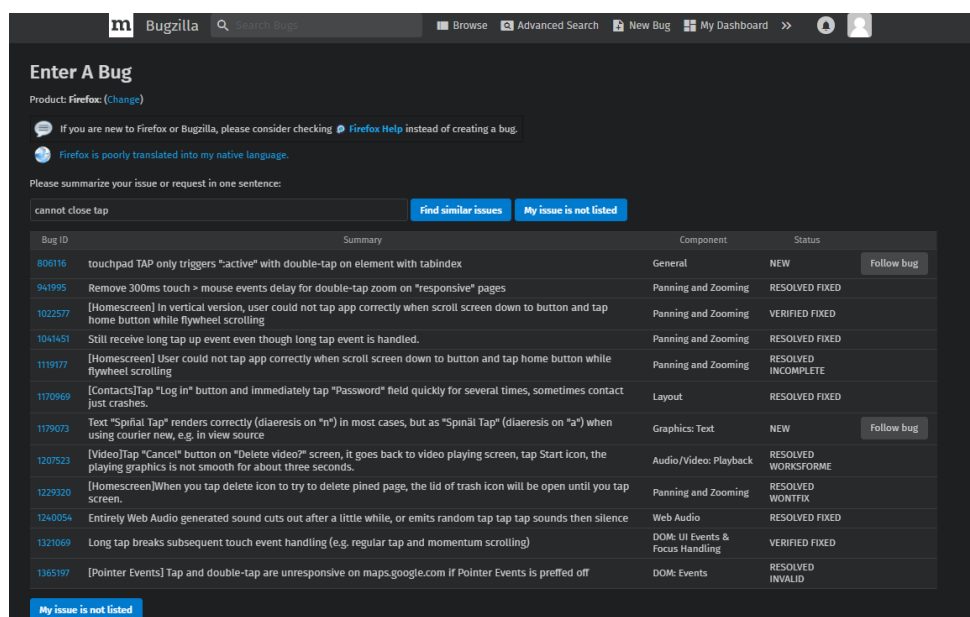 m Bugzilla Search Bugs Browse Advanced Search New Bug My Dashboard >>
Enter A Bug
Product: Firefox: (Change)
If you are new to Firefox or Bugzilla, please consider checking Firefox Help instead of creating a bug.
Firefox is poorly translated into my native language.
Please summarize your issue or request in one sentence:
cannot close tap Find similar issues My issue is not listed
Bug ID Summary Component Status
806116 touchpad TAP only triggers ":active" with double-tap on element with tabindex General NEW Follow bug
941995 Remove 300ms touch > mouse events delay for double-tap zoom on "responsive" pages Panning and Zooming RESOLVED FIXED
1022577 [Homescreen] In vertical version, user could not tap app correctly when scroll screen down to button and tap
home button while flywheel scrolling Panning and Zooming VERIFIED FIXED
1041451 Still receive long tap up event even though long tap event is handled. Panning and Zooming RESOLVED FIXED
1119177 [Homescreen] User could not tap app correctly when scroll screen down to button and tap home button while
flywheel scrolling Panning and Zooming RESOLVED
INCOMPLETE
1170969 [Contacts]Tap "Log in" button and immediately tap "Password" field quickly for several times, sometimes contact
just crashes. Layout RESOLVED FIXED
1179073 Text "Spın̈al Tap" renders correctly (diaeresis on "n") in most cases, but as "Spınäl Tap" (diaeresis on "a") when
using courier new, e.g. in view source Graphics: Text NEW Follow bug
1207523 [Video]Tap "Cancel" button on "Delete video?" screen, it goes back to video playing screen, tap Start icon, the
playing graphics is not smooth for about three seconds. Audio/Video: Playback RESOLVED
WORKSFORME
1229320 [Homescreen]When you tap delete icon to try to delete pined page, the lid of trash icon will be open until you tap
screen. Panning and Zooming RESOLVED
WONTFIX
1240054 Entirely Web Audio generated sound cuts out after a little while, or emits random tap tap tap sounds then silence Web Audio RESOLVED FIXED
1321069 Long tap breaks subsequent touch event handling (e.g. regular tap and momentum scrolling) DOM: UI Events &
Focus Handling VERIFIED FIXED
1365197 [Pointer Events] Tap and double-tap are unresponsive on maps.google.com if Pointer Events is preffed off DOM: Events RESOLVED
INVALID
My issue is not listed